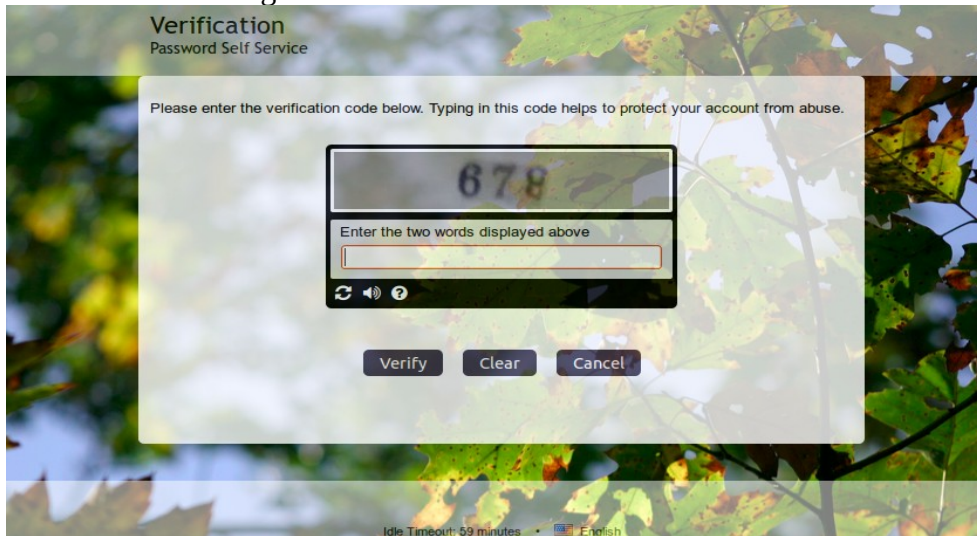 Verification
Password Self Service
Please enter the verification code below. Typing in this code helps to protect your account from abuse.
678
Enter the two words displayed above
Verify Clear Cancel
Idle Timeout: 59 minutes • English